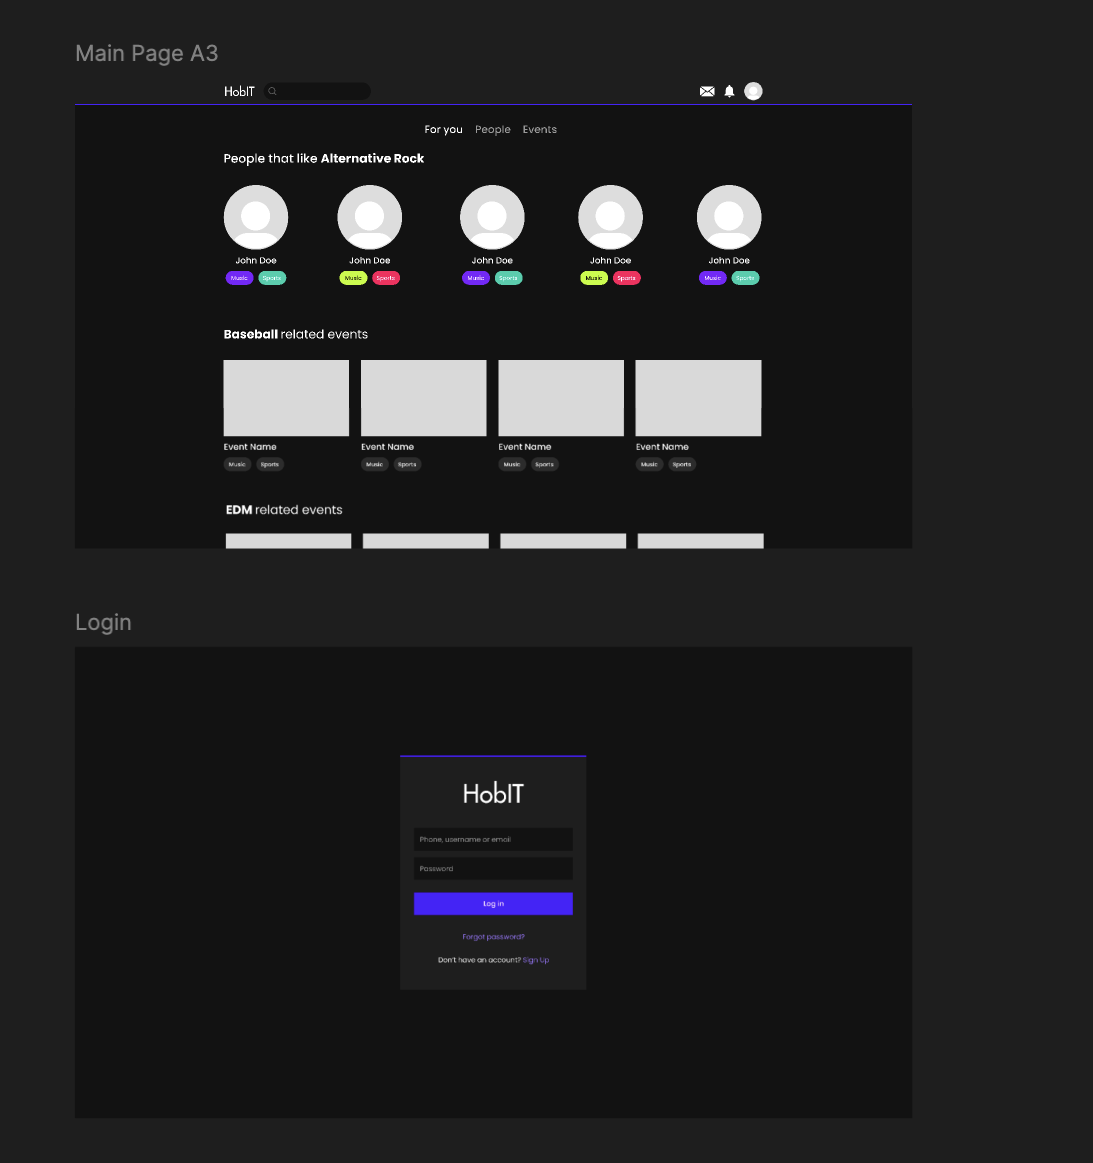 Main Page A3
HobIT
For you People Events
People that like Alternative Rock
John Doe John Doe John Doe John Doe John Doe
Music Sports Music Sports Music Sports Music Sports Music Sports
Baseball related events
Event Name Event Name Event Name Event Name
Music Sports Music Sports Music Sports Music Sports
EDM related events
Login
HobIT
Phone, username or email
Password
Log in
Forgot password?
Don't have an account? Sign Up